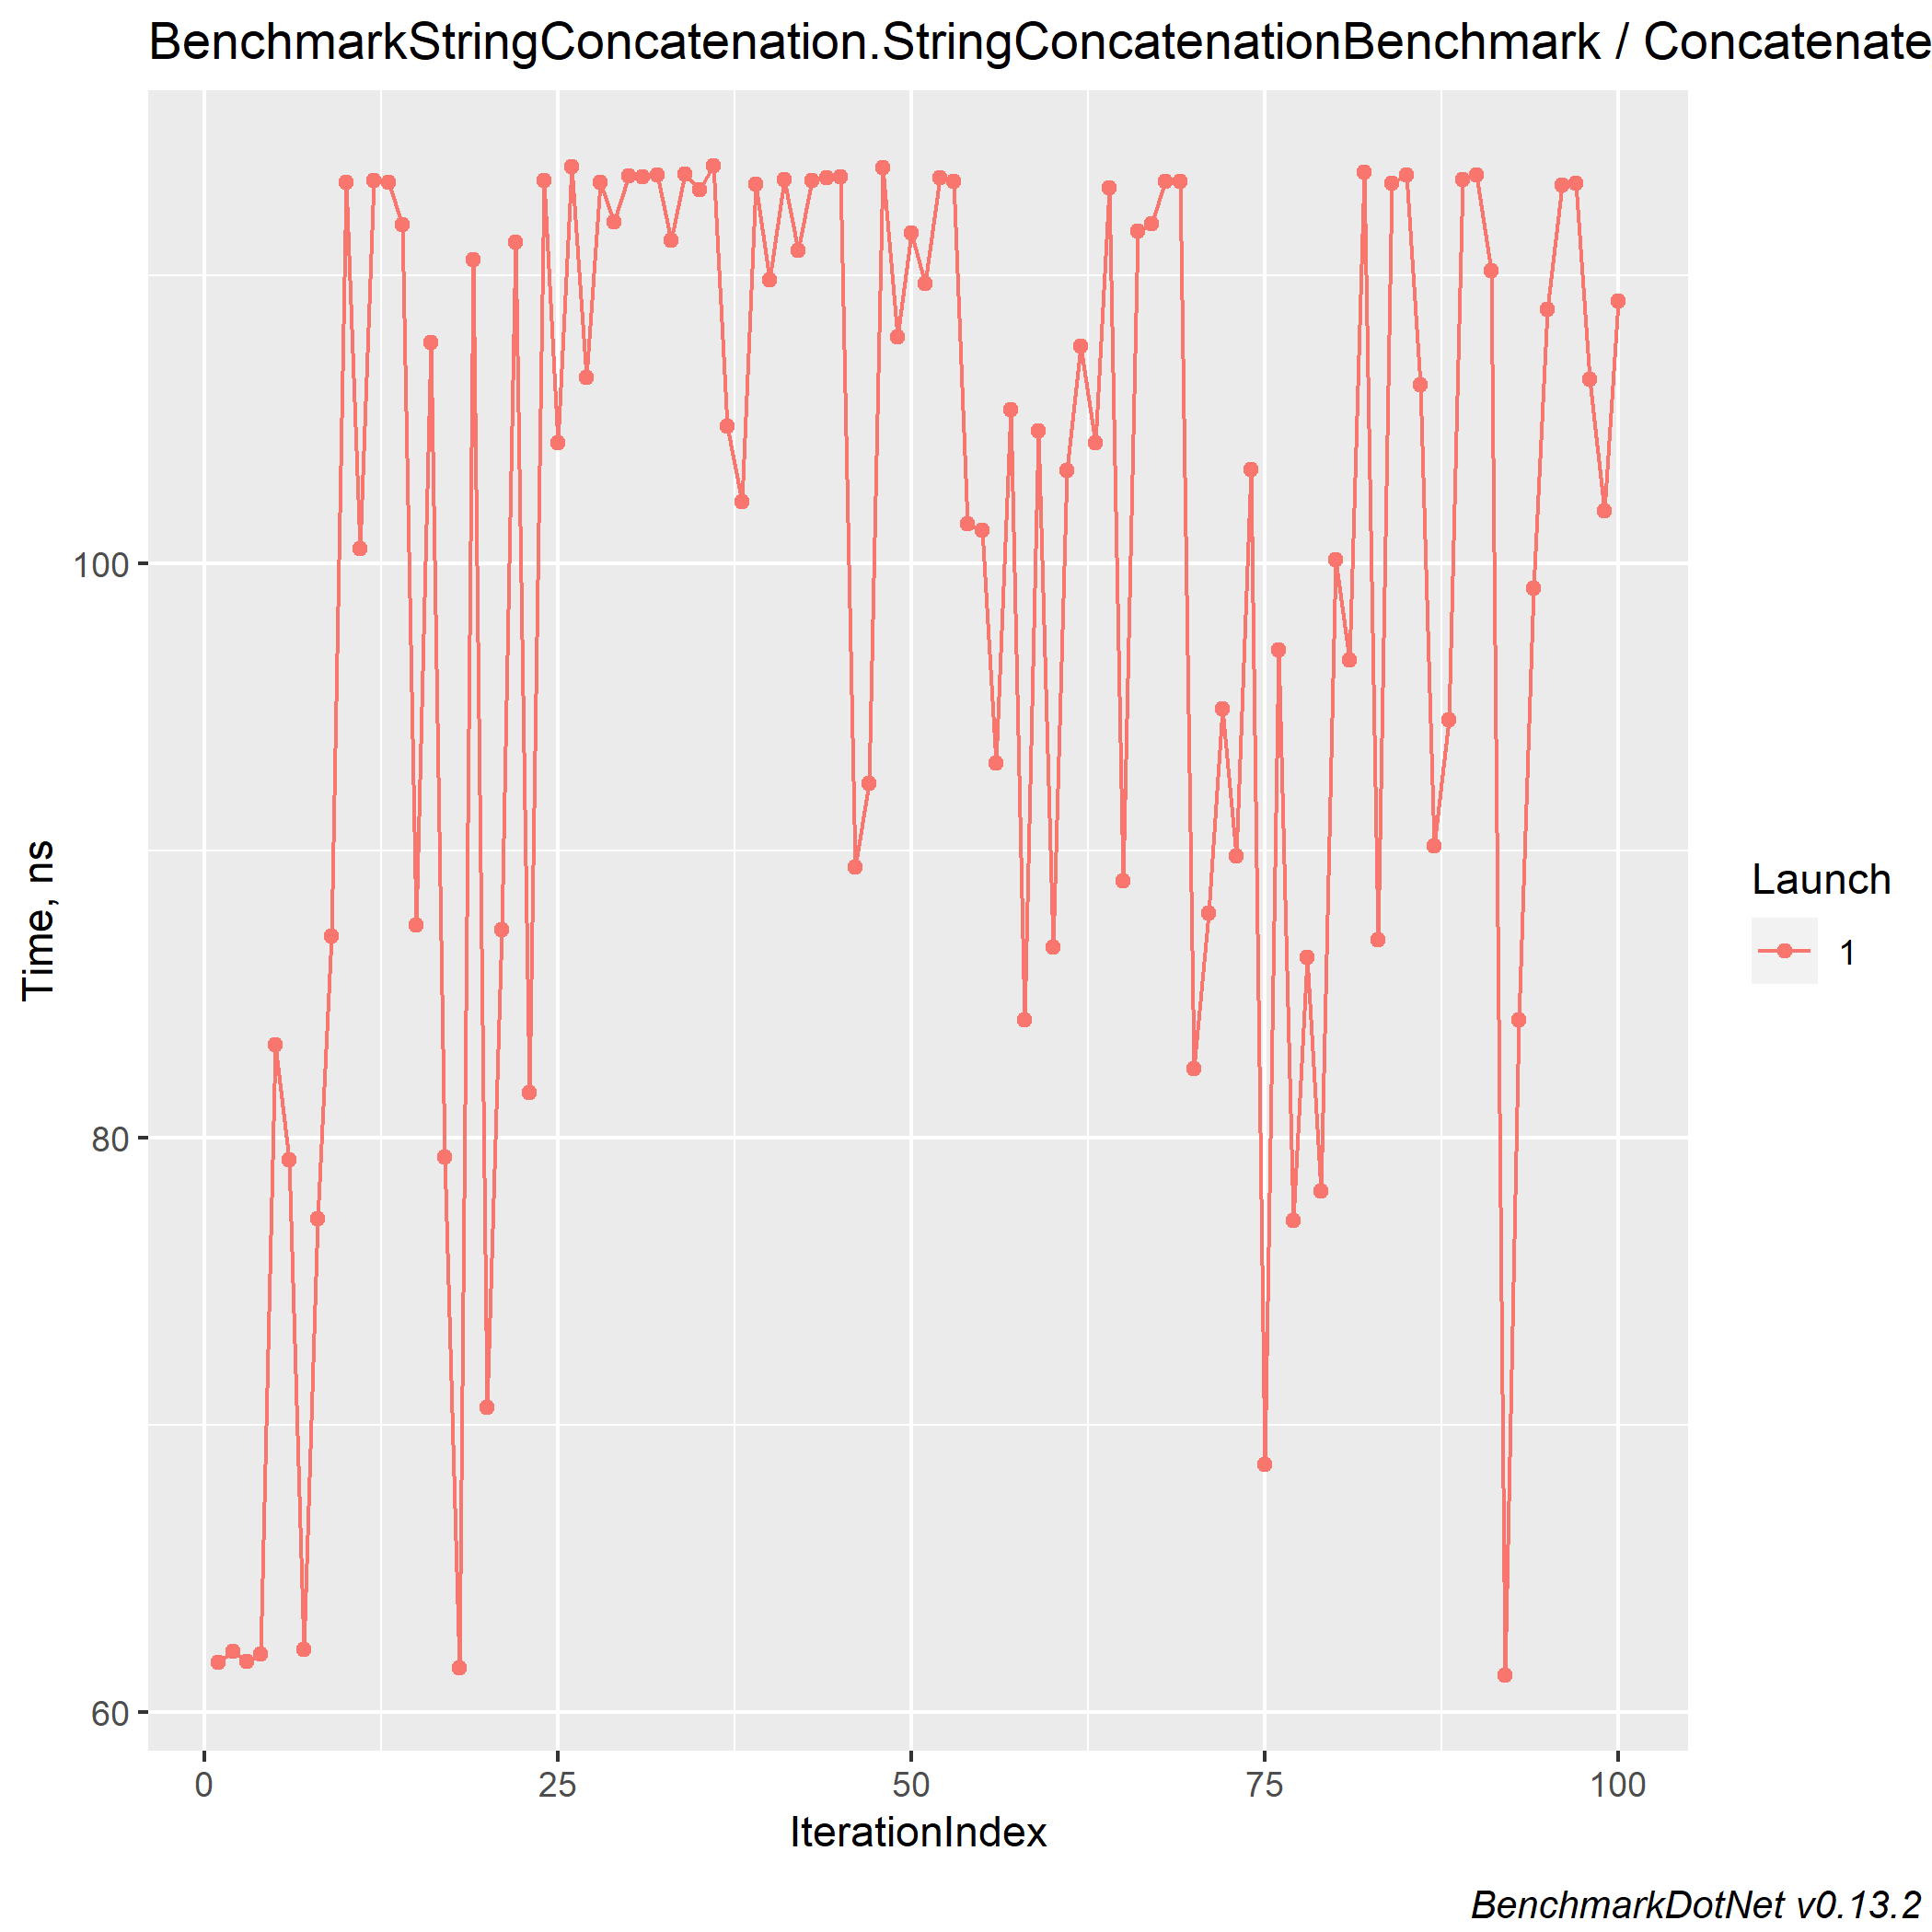 BenchmarkStringConcatenation.StringConcatenationBenchmark / Concatenate
100
80
60
Time, ns
0 25 50 75 100
IterationIndex
Launch
1
BenchmarkDotNet v0.13.2